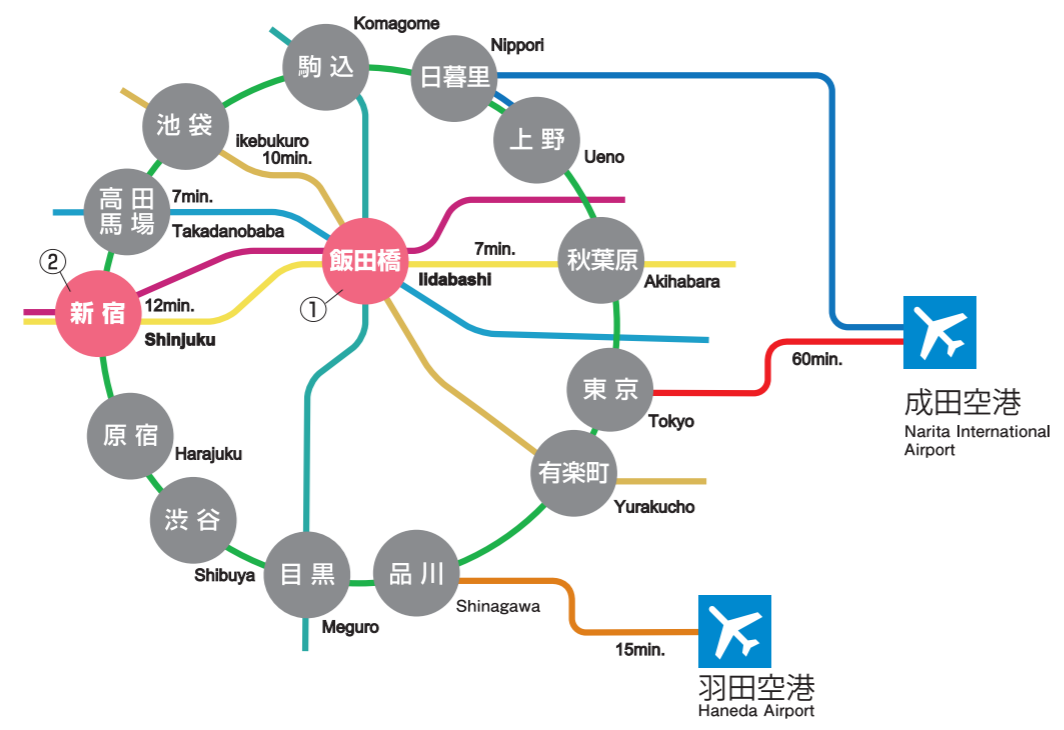 Komagome
駒込
Nippori
日暮里
池袋
ikebukuro
10min.
上野
Ueno
高田
馬場
7min.
Takadanobaba
飯田橋
Iidabashi
①
7min.
秋葉原
Akihabara
②
新宿
12min.
Shinjuku
東京
Tokyo
60min.
成田空港
Narita International
Airport
原宿
Harajuku
有楽町
Yurakucho
渋谷
Shibuya
目黒
Meguro
品川
Shinagawa
15min.
羽田空港
Haneda Airport